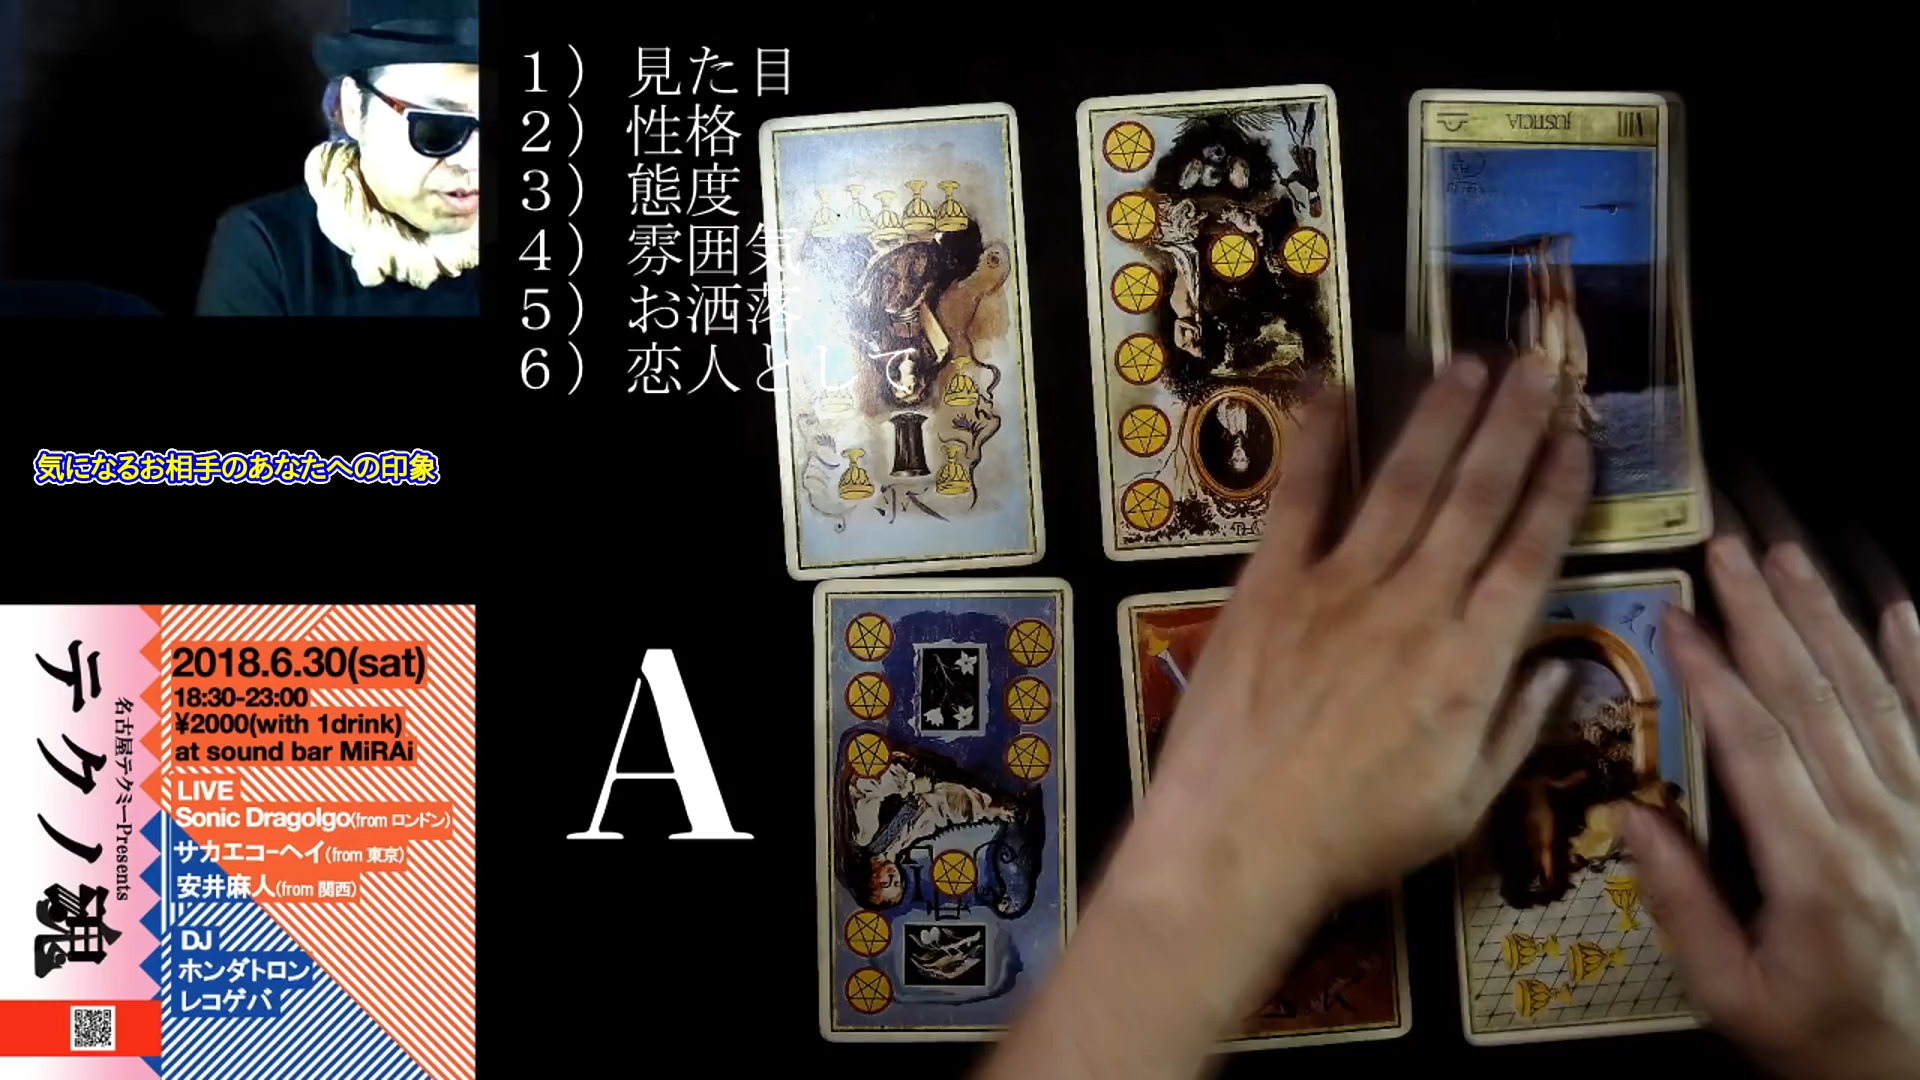 1） 見た目
2） 性格
3） 態度
4） 雰囲気
5） お洒落
6） 恋人として
VIII JUSTICIA
気になるお相手のあなたへの印象
A
テクノ魂
名古屋テクミーPresents
2018.6.30(sat)
18:30-23:00
¥2000(with 1drink)
at sound bar MiRAi
LIVE
Sonic Dragolgo(from ロンドン)
サカエコーヘイ(from 東京)
安井麻人(from 関西)
DJ
ホンダトロン
レコゲバ